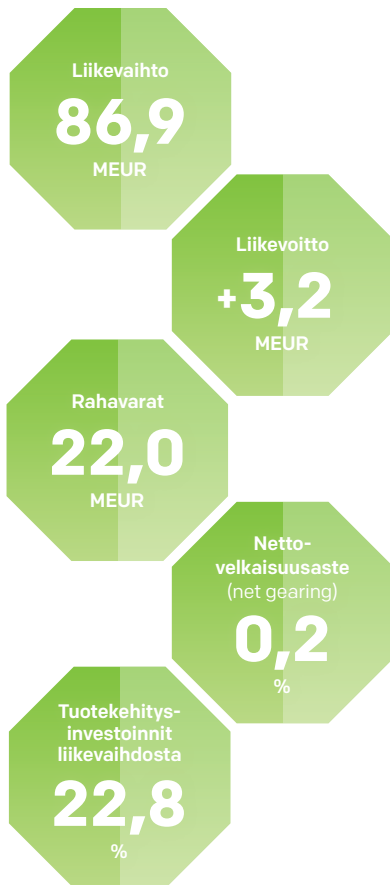 Liikevaihto
86,9
MEUR
Liikevoitto
+3,2
MEUR
Rahavarat
22,0
MEUR
Netto-
velkaisuusaste
(net gearing)
0,2
%
Tuotekehitys-
investoinnit
liikevaihdosta
22,8
%